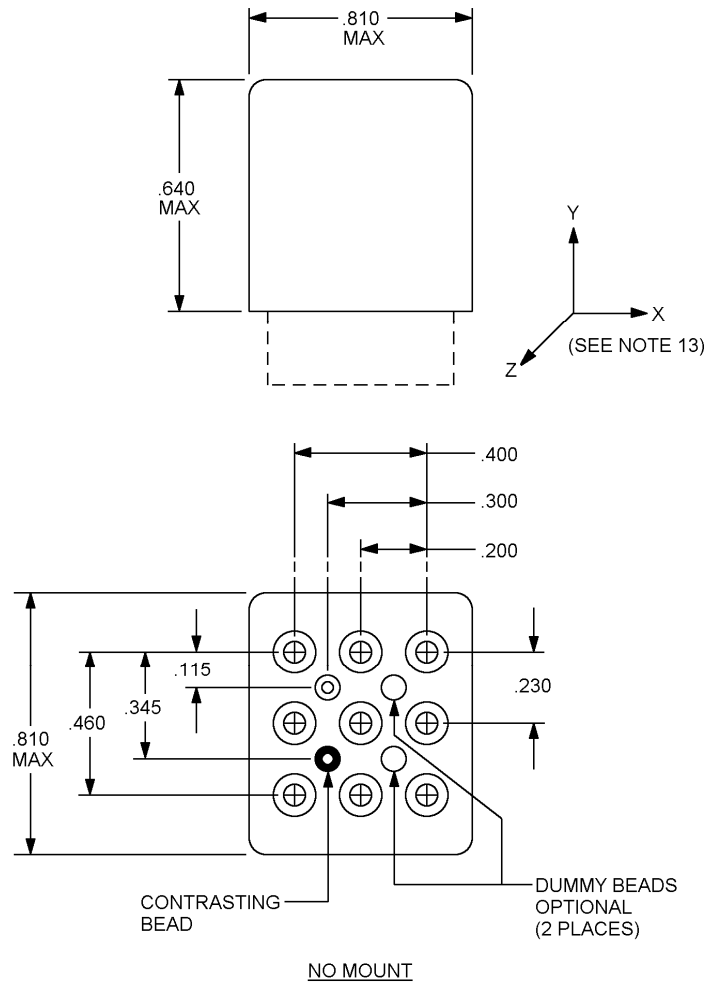 .810
MAX
.640
MAX
Y
X
Z
(SEE NOTE 13)
.400
.300
.200
.115
.345
.460
.810
MAX
.230
CONTRASTING
BEAD
DUMMY BEADS
OPTIONAL
(2 PLACES)
NO MOUNT